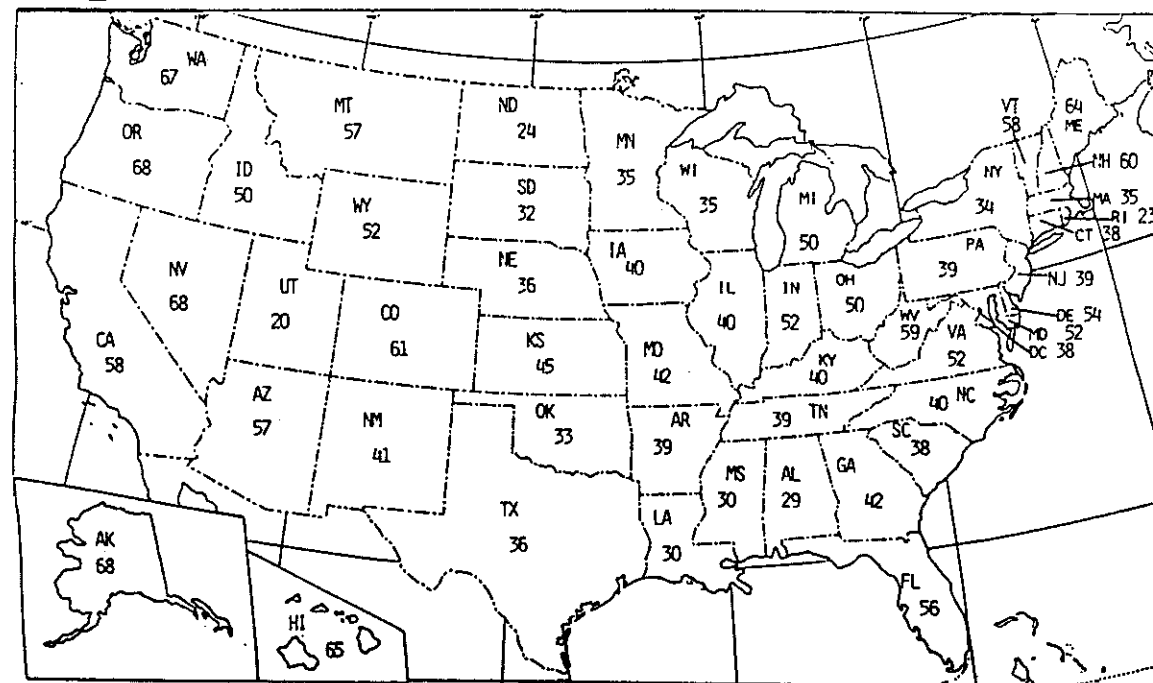 WA
67
OR
68
ID
50
MT
57
ND
24
MN
35
SD
32
WY
52
WI
35
MI
50
VT
58
64
ME
NH 60
NY
34
MA 35
RI 23
CT 38
PA
39
NJ 39
NE
36
IA
40
NV
68
UT
20
CO
61
CA
58
KS
45
MO
42
IL
40
IN
52
OH
50
WV
59
VA
52
DE 54
MD
52
DC 38
KY
40
AZ
57
NM
41
OK
33
AR
39
39 TN
40 NC
SC
38
MS
30
AL
29
GA
42
TX
36
LA
30
FL
56
AK
68
HI
65